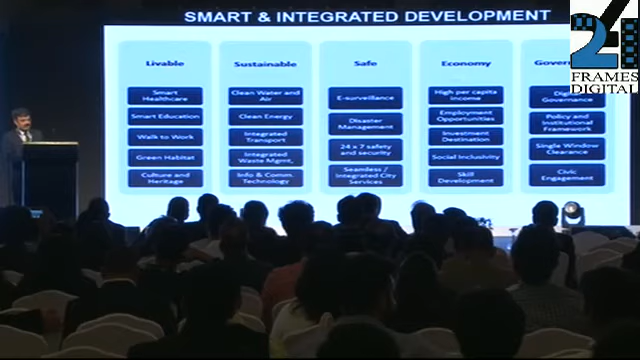 SMART & INTEGRATED DEVELOPMENT
Livable
Smart
Healthcare
Smart Education
Walk to Work
Green Habitat
Culture and
Heritage
Sustainable
Clean Water and
Air
Clean Energy
Integrated
Transport
Integrated
Waste Mgmt.
Info & Comm.
Technology
Safe
E-surveillance
Disaster
Management
24 x 7 safety
and security
Seamless /
Integrated City
Services
Economy
High per capita
income
Employment
Opportunities
Investment
Destination
Social Inclusivity
Skill
Development
Govern
Digi
Governance
Policy and
Institutional
Framework
Single Window
Clearance
Civic
Engagement
24
FRAMES
DIGITAL